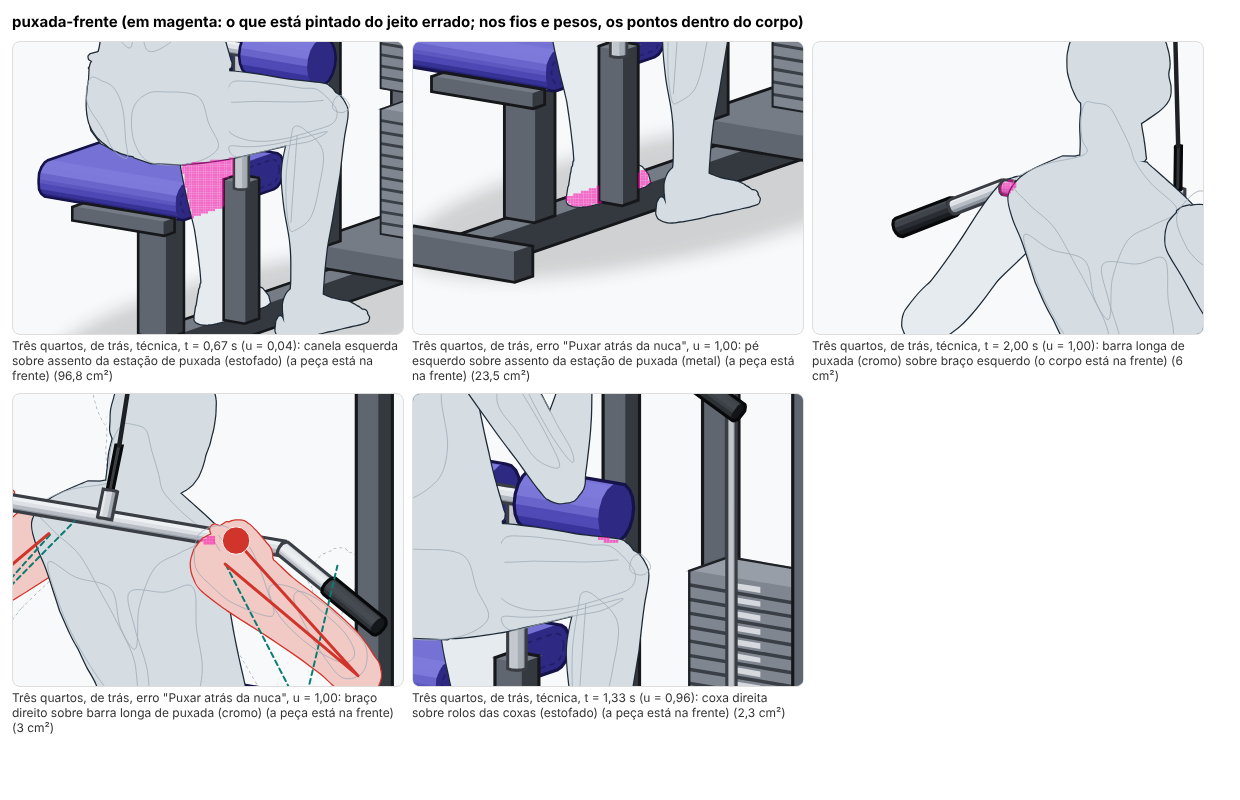 puxada-frente (em magenta: o que está pintado do jeito errado; nos fios e pesos, os pontos dentro do corpo)
Três quartos, de trás, técnica, t = 0,67 s (u = 0,04): canela esquerda
sobre assento da estação de puxada (estofado) (a peça está na
frente) (96,8 cm²)
Três quartos, de trás, erro "Puxar atrás da nuca", u = 1,00: pé
esquerdo sobre assento da estação de puxada (metal) (a peça está
na frente) (23,5 cm²)
Três quartos, de trás, técnica, t = 2,00 s (u = 1,00): barra longa de
puxada (cromo) sobre braço esquerdo (o corpo está na frente) (6
cm²)
Três quartos, de trás, erro "Puxar atrás da nuca", u = 1,00: braço
direito sobre barra longa de puxada (cromo) (a peça está na frente)
(3 cm²)
Três quartos, de trás, técnica, t = 1,33 s (u = 0,96): coxa direita
sobre rolos das coxas (estofado) (a peça está na frente) (2,3 cm²)